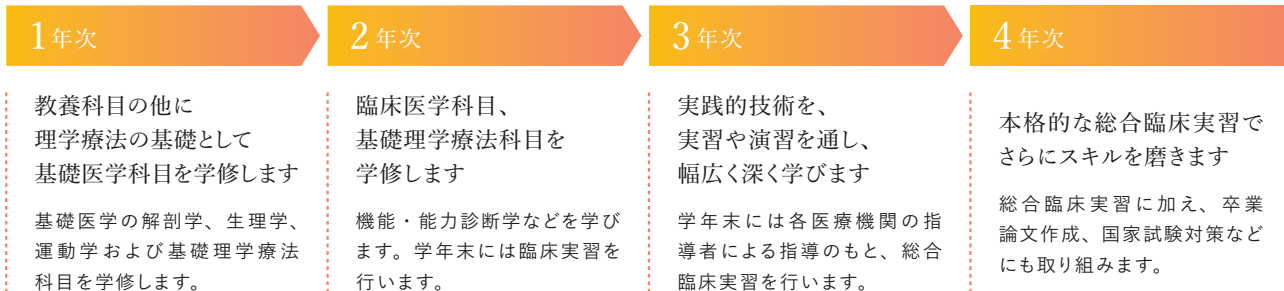 1年次
教養科目の他に
理学療法の基礎として
基礎医学科目を学修します
基礎医学の解剖学、生理学、
運動学および基礎理学療法
科目を学修します。
2年次
臨床医学科目、
基礎理学療法科目を
学修します
機能・能力診断学などを学び
ます。学年末には臨床実習を
行います。
3年次
実践的技術を、
実習や演習を通し、
幅広く深く学びます
学年末には各医療機関の指
導者による指導のもと、総合
臨床実習を行います。
4年次
本格的な総合臨床実習で
さらにスキルを磨きます
総合臨床実習に加え、卒業
論文作成、国家試験対策など
にも取り組みます。